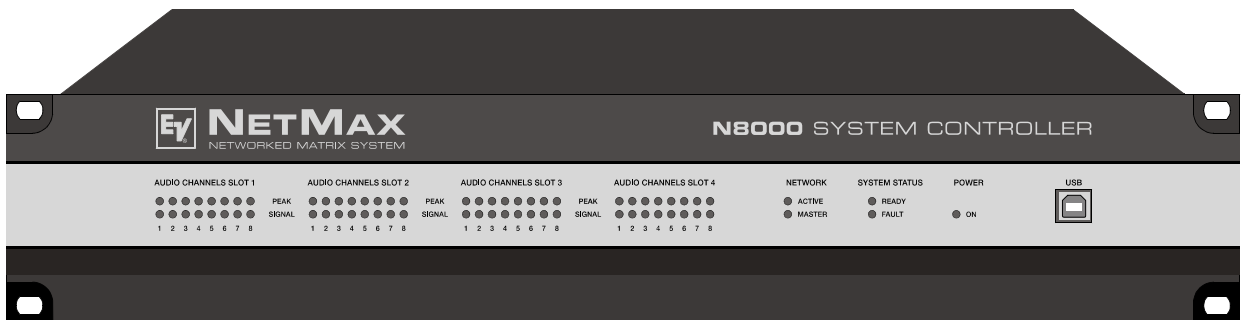 EV NETMAX
NETWORKED MATRIX SYSTEM
N8000 SYSTEM CONTROLLER
AUDIO CHANNELS SLOT 1 AUDIO CHANNELS SLOT 2 AUDIO CHANNELS SLOT 3 AUDIO CHANNELS SLOT 4 NETWORK SYSTEM STATUS POWER USB
PEAK PEAK PEAK ACTIVE READY
SIGNAL SIGNAL SIGNAL MASTER FAULT ON
1 2 3 4 5 6 7 8 1 2 3 4 5 6 7 8 1 2 3 4 5 6 7 8 1 2 3 4 5 6 7 8